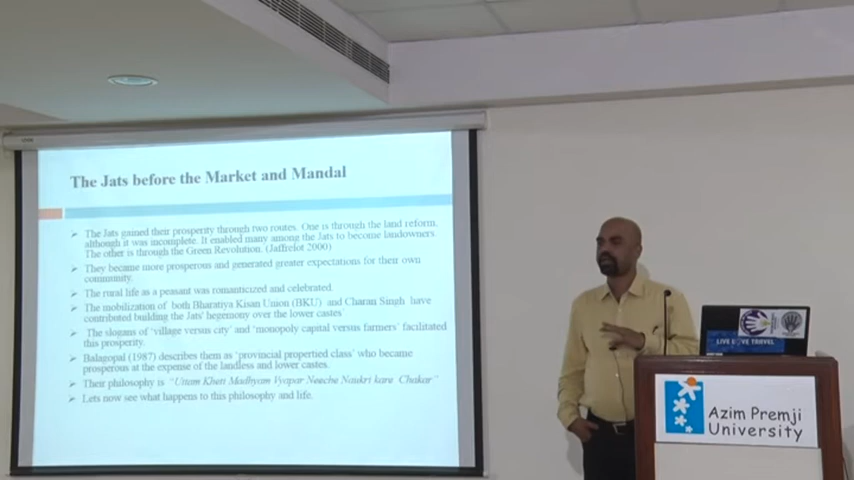 The Jats before the Market and Mandal
The Jats gained their prosperity through two routes. One is through the land reform,
although it was incomplete. It enabled many among the Jats to become landowners.
The other is through the Green Revolution. (Jaffrelot 2000)
They became more prosperous and generated greater expectations for their own
community.
The rural life as a peasant was romanticized and celebrated.
The mobilization of both Bharatiya Kisan Union (BKU) and Charan Singh have
contributed building the Jats' hegemony over the lower castes'
The slogans of 'village versus city' and 'monopoly capital versus farmers' facilitated
this prosperity.
Balagopal (1987) describes them as 'provincial propertied class' who became
prosperous at the expense of the landless and lower castes.
Their philosophy is "Uttam Kheti Madhyam Vyapar Neeche Naukri kare Chakar"
Lets now see what happens to this philosophy and life.
LIVE LOVE TRAVEL
Azim Premji
University